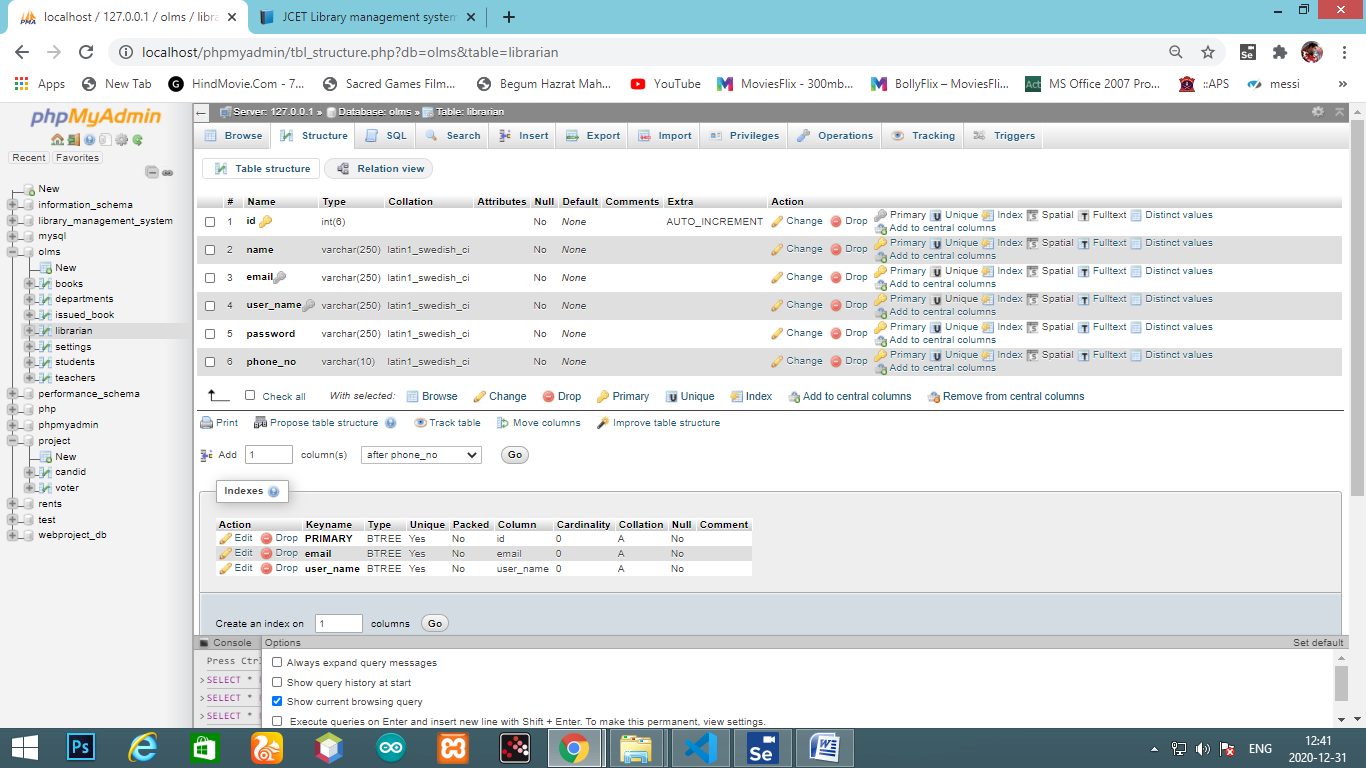 localhost / 127.0.0.1 / olms / libra
JCET Library management system
localhost/phpmyadmin/tbl_structure.php?db=olms&table=librarian
Apps New Tab HindMovie.Com - 7... Sacred Games Film... Begum Hazrat Mah... YouTube MoviesFlix - 300mb... BollyFlix – MoviesFli... MS Office 2007 Pro... ::APS messi »
phpMyAdmin
Recent Favorites
New
information_schema
library_management_system
mysql
olms
New
books
departments
issued_book
librarian
settings
students
teachers
performance_schema
php
phpmyadmin
project
New
candid
voter
rents
test
webproject_db
Server: 127.0.0.1 » Database: olms » Table: librarian
Browse Structure SQL Search Insert Export Import Privileges Operations Tracking Triggers
Table structure Relation view
# Name Type Collation Attributes Null Default Comments Extra Action
1 id int(6) No None AUTO_INCREMENT Change Drop Primary Unique Index Spatial Fulltext Distinct values
Add to central columns
2 name varchar(250) latin1_swedish_ci No None Change Drop Primary Unique Index Spatial Fulltext Distinct values
Add to central columns
3 email varchar(250) latin1_swedish_ci No None Change Drop Primary Unique Index Spatial Fulltext Distinct values
Add to central columns
4 user_name varchar(250) latin1_swedish_ci No None Change Drop Primary Unique Index Spatial Fulltext Distinct values
Add to central columns
5 password varchar(250) latin1_swedish_ci No None Change Drop Primary Unique Index Spatial Fulltext Distinct values
Add to central columns
6 phone_no varchar(10) latin1_swedish_ci No None Change Drop Primary Unique Index Spatial Fulltext Distinct values
Add to central columns
Check all With selected: Browse Change Drop Primary Unique Index Add to central columns Remove from central columns
Print Propose table structure Track table Move columns Improve table structure
Add 1 column(s) after phone_no Go
Indexes
Action Keyname Type Unique Packed Column Cardinality Collation Null Comment
Edit Drop PRIMARY BTREE Yes No id 0 A No
Edit Drop email BTREE Yes No email 0 A No
Edit Drop user_name BTREE Yes No user_name 0 A No
Create an index on 1 columns Go
Console Options Set default
Press Ctrl
>SELECT *
>SELECT *
>SELECT *
Always expand query messages
Show query history at start
Show current browsing query
Execute queries on Enter and insert new line with Shift + Enter. To make this permanent, view settings.
Ps
Se
ENG
12:41
2020-12-31